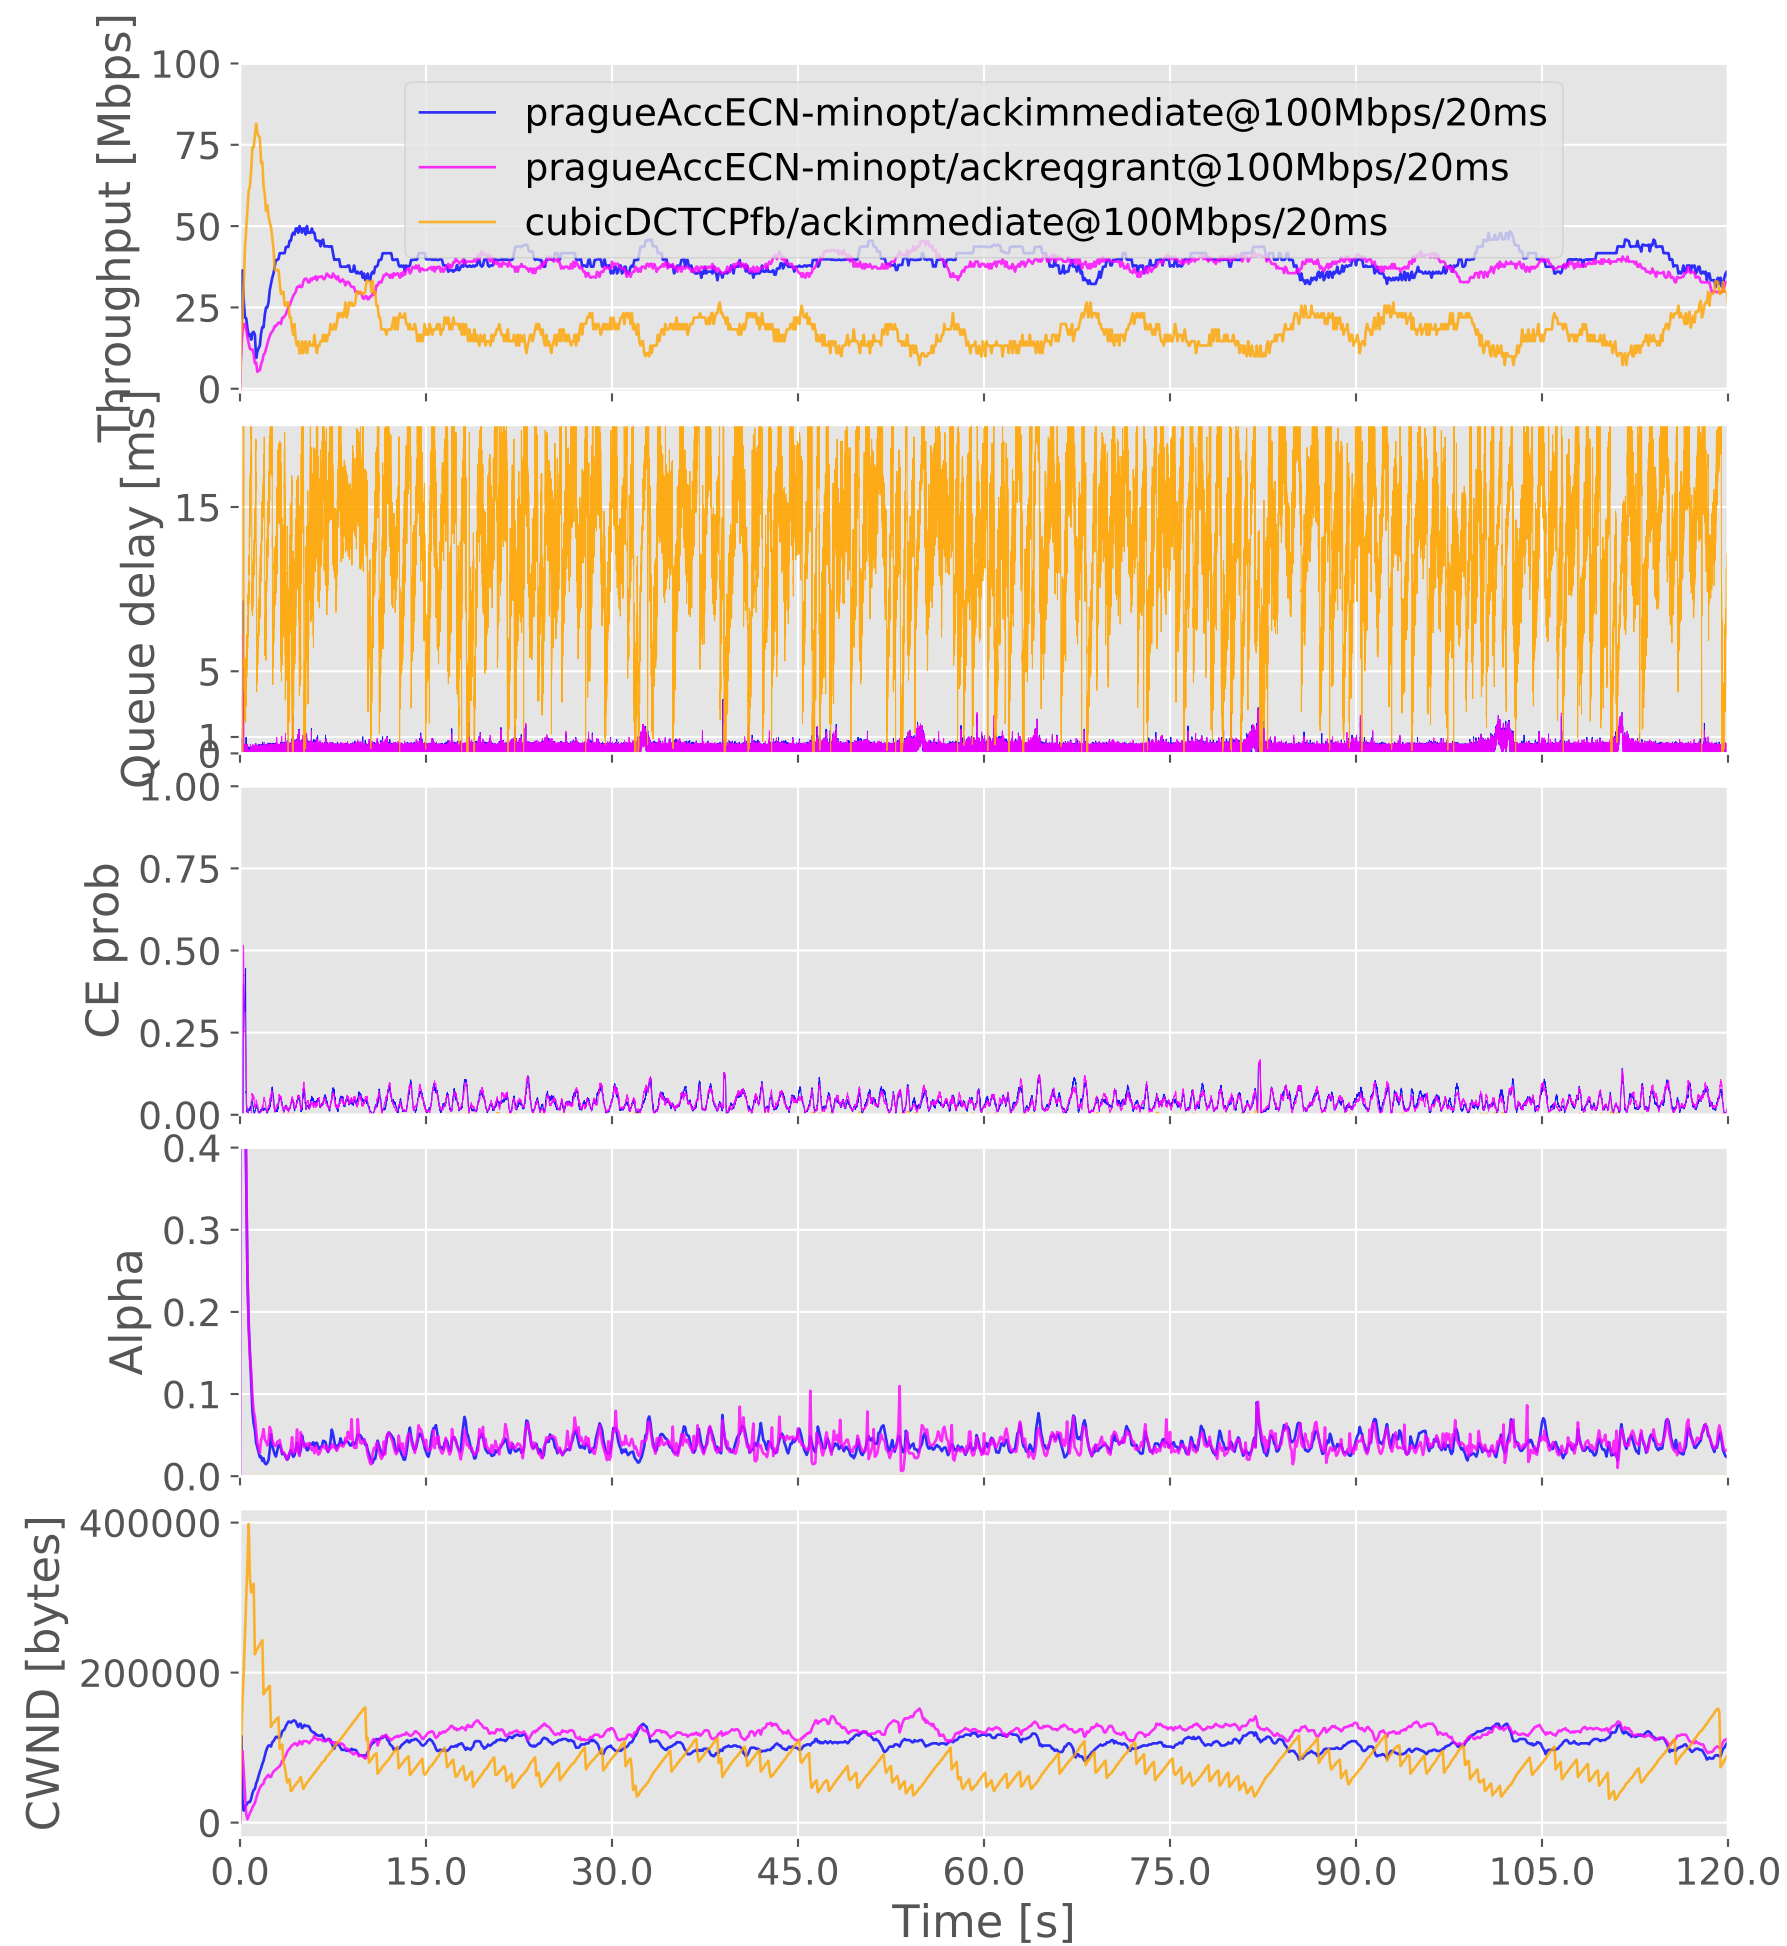 Throughput [Mbps]
100
75
50
25
0
pragueAccECN-minopt/ackimmediate@100Mbps/20ms
pragueAccECN-minopt/ackreqgrant@100Mbps/20ms
cubicDCTCPfb/ackimmediate@100Mbps/20ms
Queue delay [ms]
15
5
1
0
CE prob
1.00
0.75
0.50
0.25
0.00
Alpha
0.4
0.3
0.2
0.1
0.0
CWND [bytes]
400000
200000
0
0.0 15.0 30.0 45.0 60.0 75.0 90.0 105.0 120.0
Time [s]